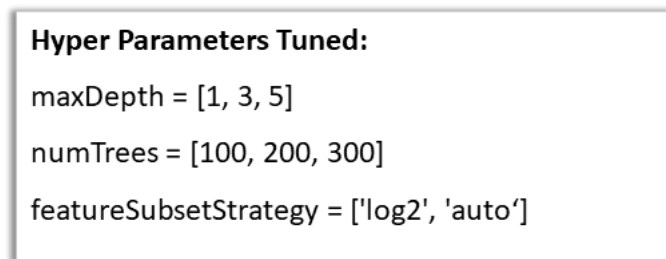 Hyper Parameters Tuned:
maxDepth = [1, 3, 5]
numTrees = [100, 200, 300]
featureSubsetStrategy = ['log2', 'auto‘]